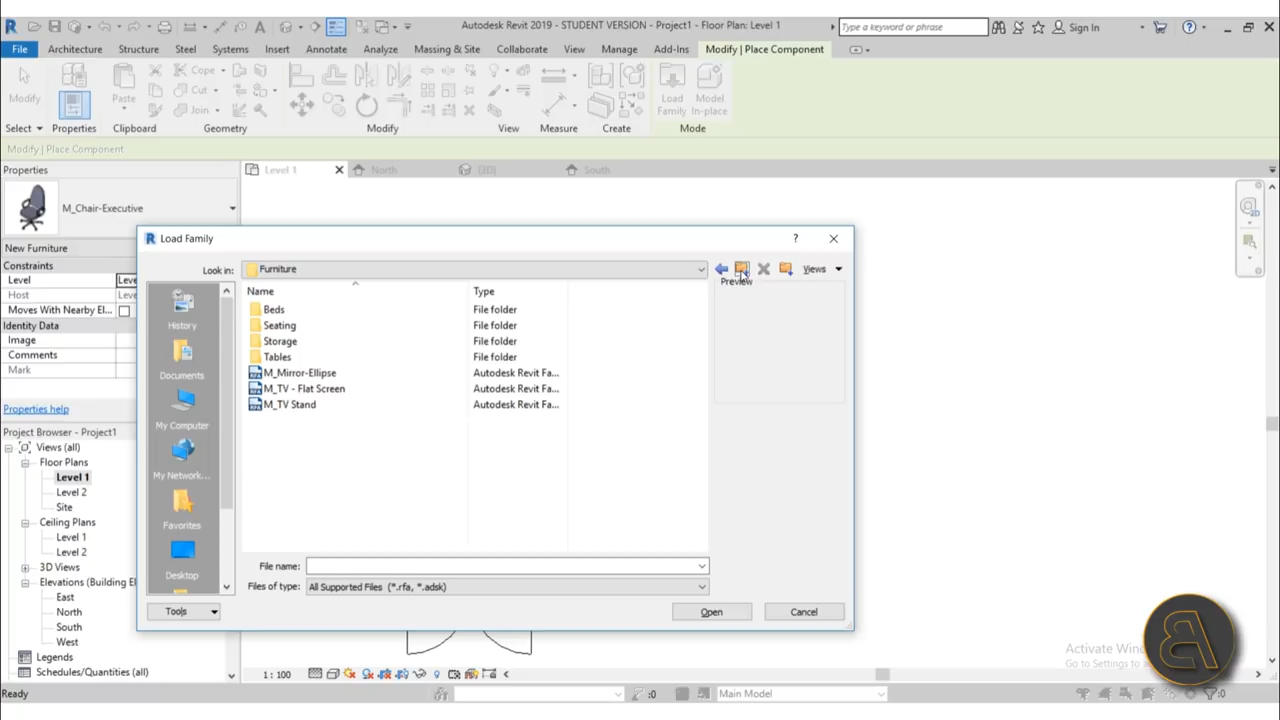 Autodesk Revit 2019 - STUDENT VERSION - Project1 - Floor Plan: Level 1
Type a keyword or phrase
Sign In
File Architecture Structure Steel Systems Insert Annotate Analyze Massing & Site Collaborate View Manage Add-Ins Modify | Place Component
Modify Paste Cope Cut Join Load Family Model In-place
Select Properties Clipboard Geometry Modify View Measure Create Mode
Modify | Place Component
Properties
Level 1 North {3D} South
M_Chair-Executive
New Furniture
Constraints
Level Leve
Host Leve
Moves With Nearby El...
Identity Data
Image
Comments
Mark
Properties help
Project Browser - Project1
Views (all)
Floor Plans
Level 1
Level 2
Site
Ceiling Plans
Level 1
Level 2
3D Views
Elevations (Building El
East
North
South
West
Legends
Schedules/Quantities (all)
Load Family
?
Look in: Furniture
Views
Preview
History
Documents
My Computer
My Network...
Favorites
Desktop
Name Type
Beds File folder
Seating File folder
Storage File folder
Tables File folder
M_Mirror-Ellipse Autodesk Revit Fa...
M_TV - Flat Screen Autodesk Revit Fa...
M_TV Stand Autodesk Revit Fa...
File name:
Files of type: All Supported Files (*.rfa, *.adsk)
Tools Open Cancel
Activate Win
Go to Settings to a
1 : 100
Ready
:0
Main Model
:0